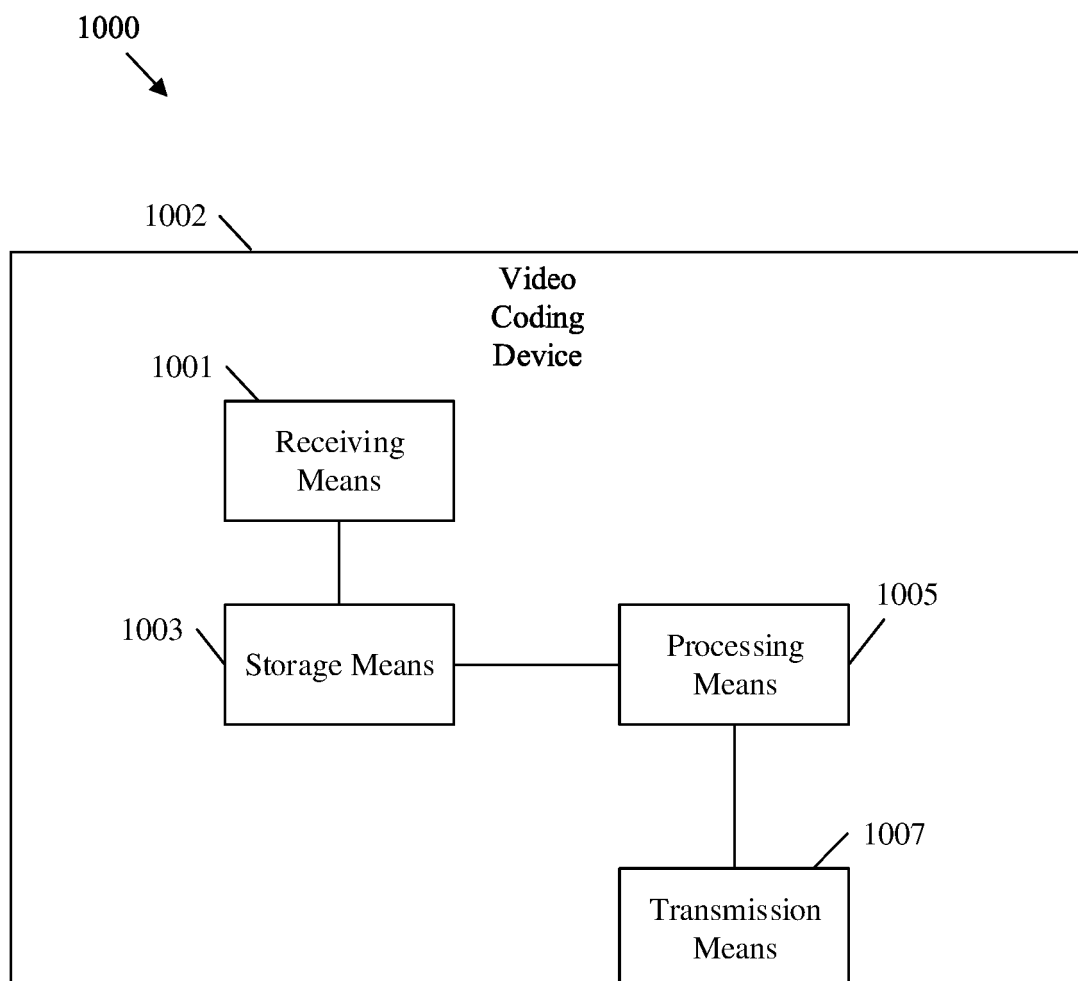 1000
1002
Video
Coding
Device
1001
Receiving
Means
1003
Storage Means
Processing
Means
1005
1007
Transmission
Means